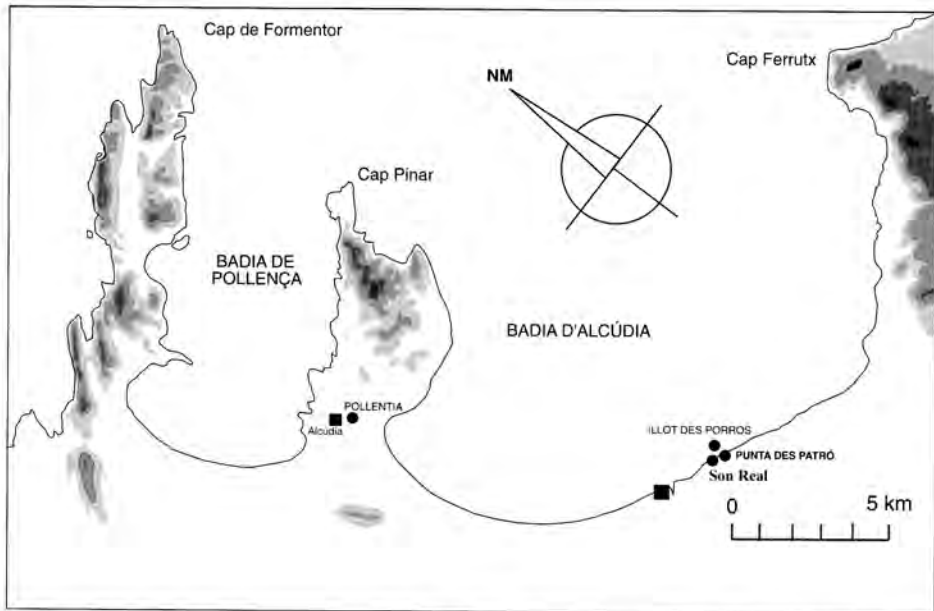 Cap de Formentor
Cap Ferrutx
NM
Cap Pinar
BADIA DE
POLLENÇA
BADIA D'ALCÚDIA
POLLENTIA
Alcúdia
ILLOT DES PORROS
PUNTA DES PATRÓ
Son Real
0 5 km